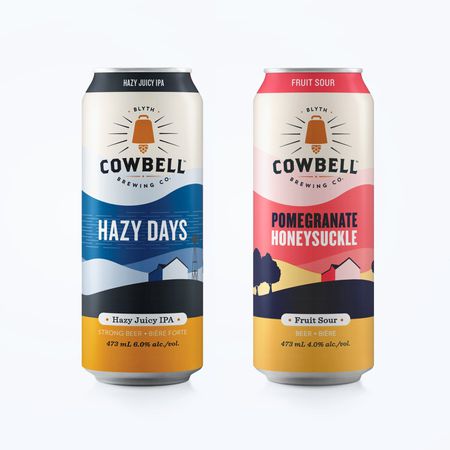 HAZY JUICY IPA
BLYTH
COWBELL™
BREWING CO.
HAZY DAYS
Hazy Juicy IPA
STRONG BEER • BIÈRE FORTE
473 mL 6.0% alc./vol.
FRUIT SOUR
BLYTH
COWBELL™
BREWING CO.
POMEGRANATE
HONEYSUCKLE
Fruit Sour
BEER • BIÈRE
473 mL 4.0% alc./vol.